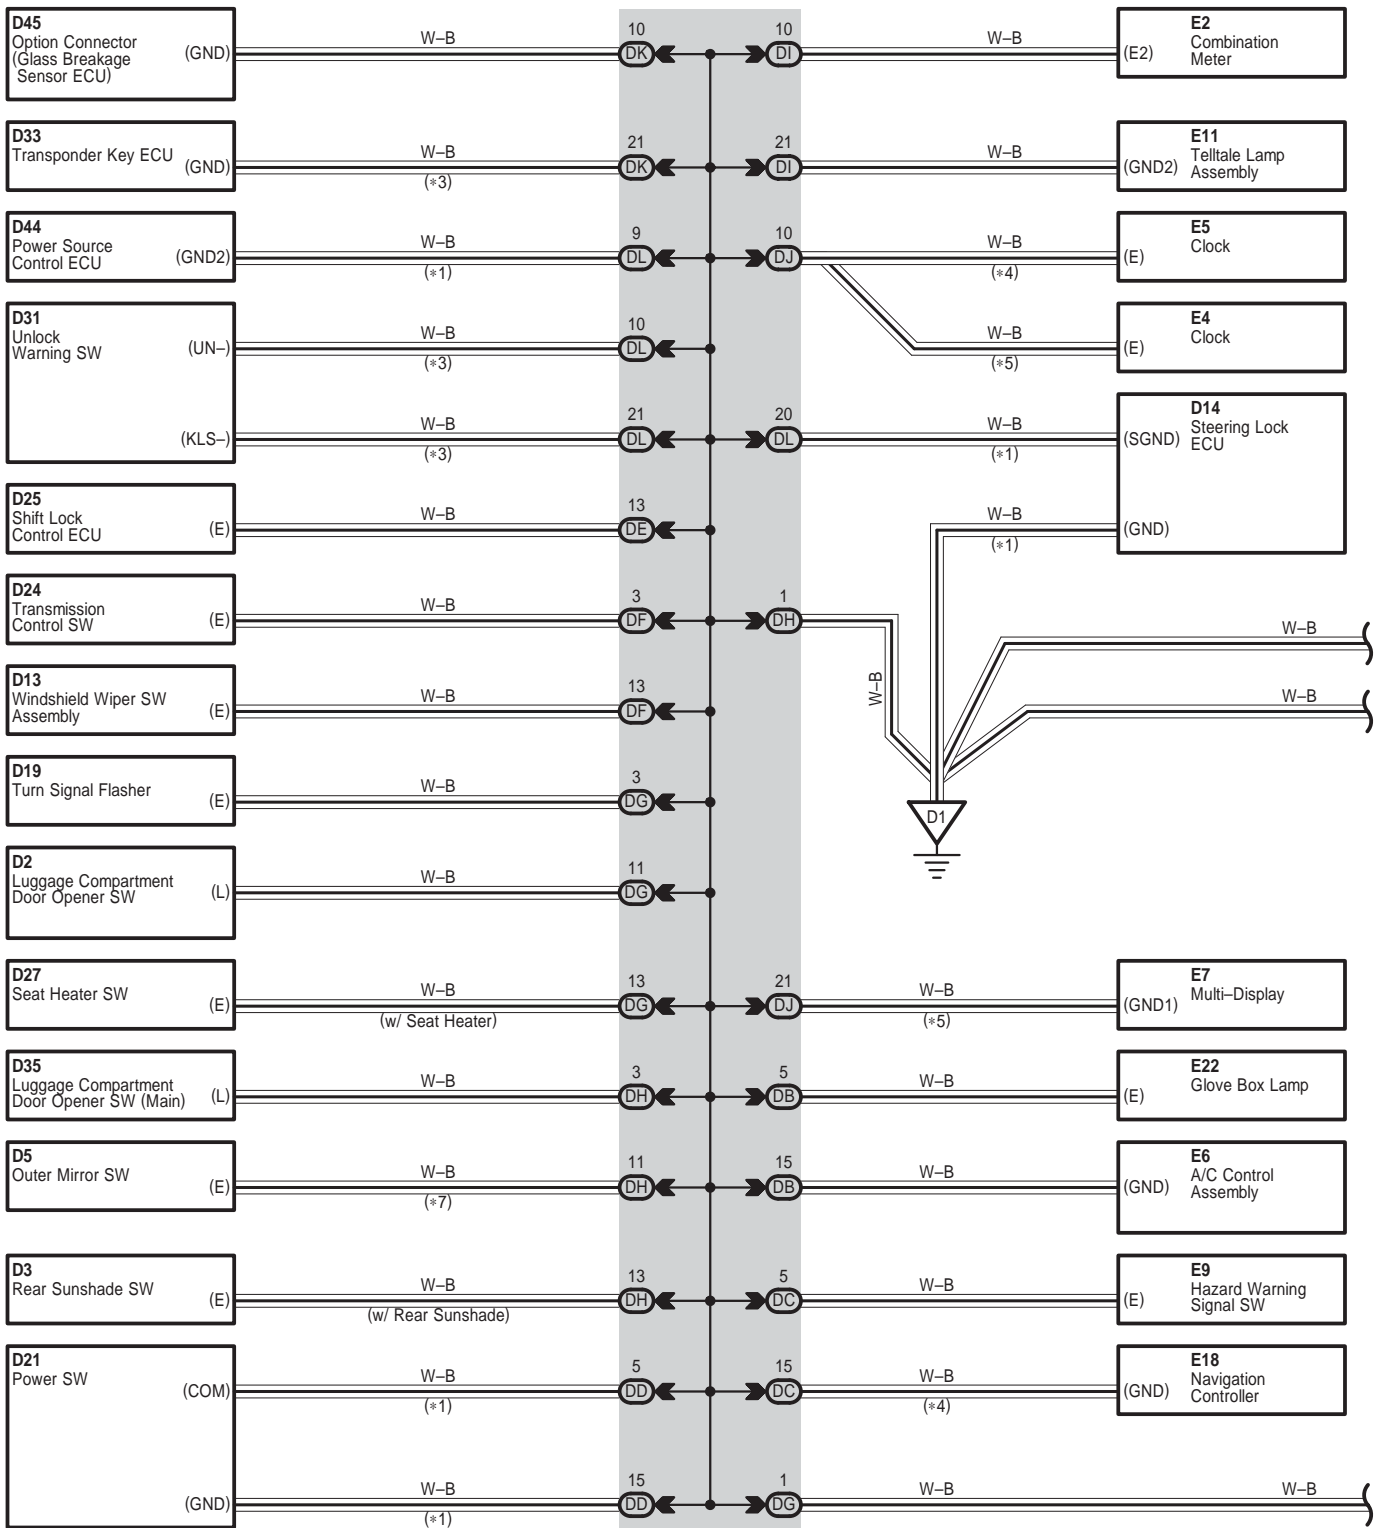 D45
Option Connector
(Glass Breakage
Sensor ECU)
(GND)
W–B
10
DK
10
DI
W–B
(E2)
E2
Combination
Meter
D33
Transponder Key ECU
(GND)
W–B
(*3)
21
DK
21
DI
W–B
(GND2)
E11
Telltale Lamp
Assembly
D44
Power Source
Control ECU
(GND2)
W–B
(*1)
9
DL
10
DJ
W–B
(*4)
(E)
E5
Clock
D31
Unlock
Warning SW
(UN–)
W–B
(*3)
10
DL
W–B
(*5)
(E)
E4
Clock
(KLS–)
W–B
(*3)
21
DL
20
DL
W–B
(*1)
(SGND)
D14
Steering Lock
ECU
D25
Shift Lock
Control ECU
(E)
W–B
13
DE
W–B
(*1)
(GND)
D24
Transmission
Control SW
(E)
W–B
3
DF
1
DH
W–B
W–B
D13
Windshield Wiper SW
Assembly
(E)
W–B
13
DF
W–B
D19
Turn Signal Flasher
(E)
W–B
3
DG
D1
D2
Luggage Compartment
Door Opener SW
(L)
W–B
11
DG
D27
Seat Heater SW
(E)
W–B
(w/ Seat Heater)
13
DG
21
DJ
W–B
(*5)
(GND1)
E7
Multi–Display
D35
Luggage Compartment
Door Opener SW (Main)
(L)
W–B
3
DH
5
DB
W–B
(E)
E22
Glove Box Lamp
D5
Outer Mirror SW
(E)
W–B
(*7)
11
DH
15
DB
W–B
(GND)
E6
A/C Control
Assembly
D3
Rear Sunshade SW
(E)
W–B
(w/ Rear Sunshade)
13
DH
5
DC
W–B
(E)
E9
Hazard Warning
Signal SW
D21
Power SW
(COM)
W–B
(*1)
5
DD
15
DC
W–B
(*4)
(GND)
E18
Navigation
Controller
(GND)
W–B
(*1)
15
DD
1
DG
W–B
W–B